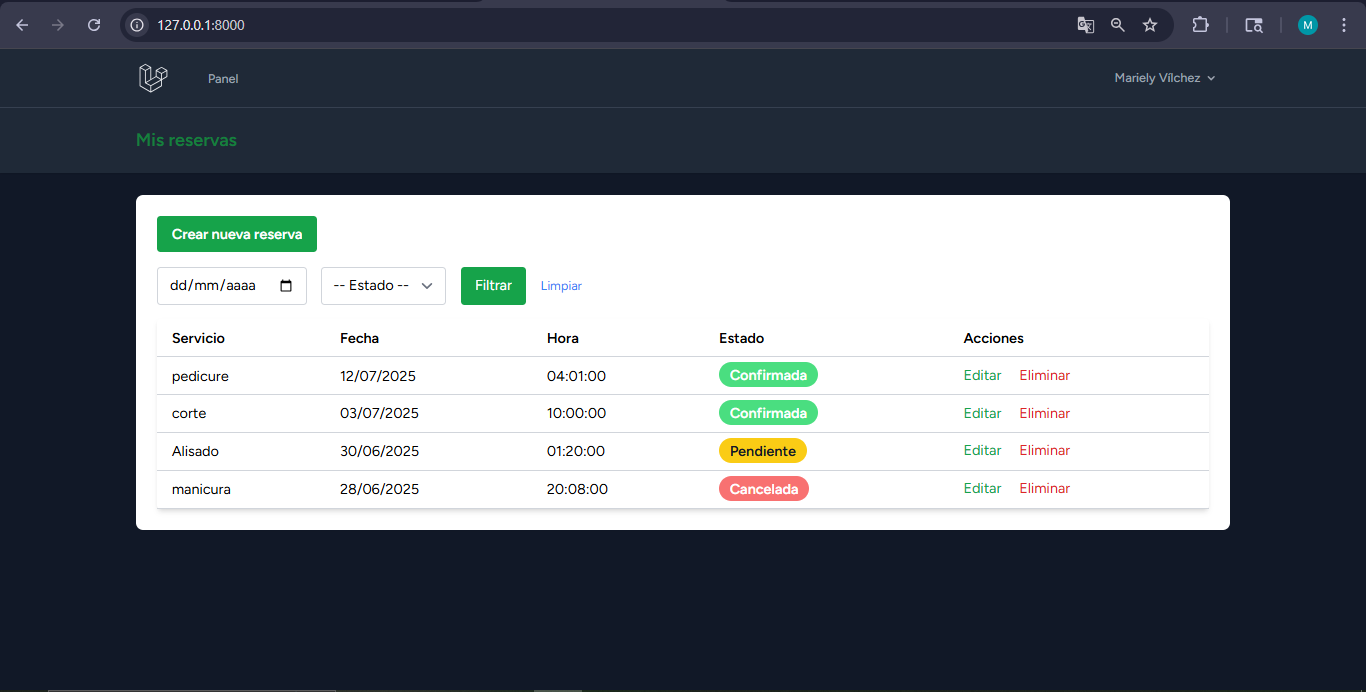 127.0.0.1:8000
M
Panel
Mariely Vílchez
Mis reservas
Crear nueva reserva
dd/mm/aaaa -- Estado -- Filtrar Limpiar
Servicio Fecha Hora Estado Acciones
pedicure 12/07/2025 04:01:00 Confirmada Editar Eliminar
corte 03/07/2025 10:00:00 Confirmada Editar Eliminar
Alisado 30/06/2025 01:20:00 Pendiente Editar Eliminar
manicura 28/06/2025 20:08:00 Cancelada Editar Eliminar